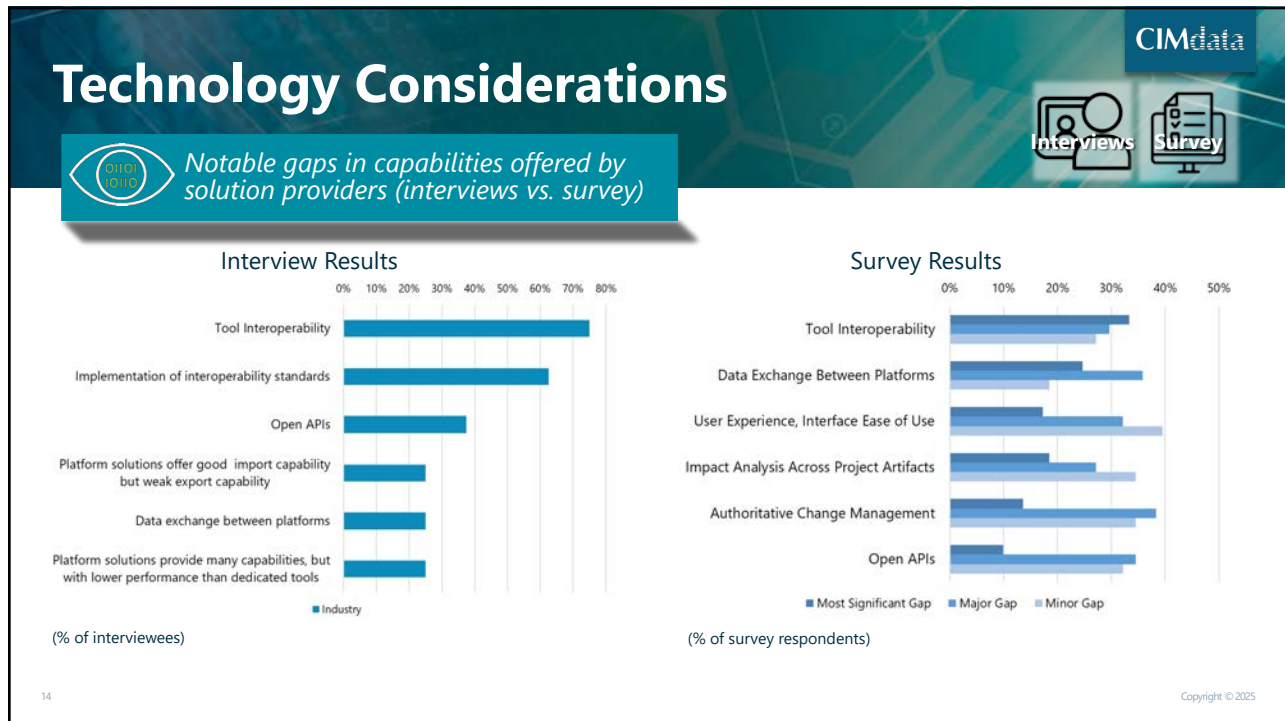 CIMdata
Technology Considerations
Interviews
Survey
01101
10110
Notable gaps in capabilities offered by
solution providers (interviews vs. survey)
Interview Results
0% 10% 20% 30% 40% 50% 60% 70% 80%
Tool Interoperability
Implementation of interoperability standards
Open APIs
Platform solutions offer good import capability
but weak export capability
Data exchange between platforms
Platform solutions provide many capabilities, but
with lower performance than dedicated tools
Industry
(% of interviewees)
Survey Results
0% 10% 20% 30% 40% 50%
Tool Interoperability
Data Exchange Between Platforms
User Experience, Interface Ease of Use
Impact Analysis Across Project Artifacts
Authoritative Change Management
Open APIs
Most Significant Gap Major Gap Minor Gap
(% of survey respondents)
14
Copyright © 2025